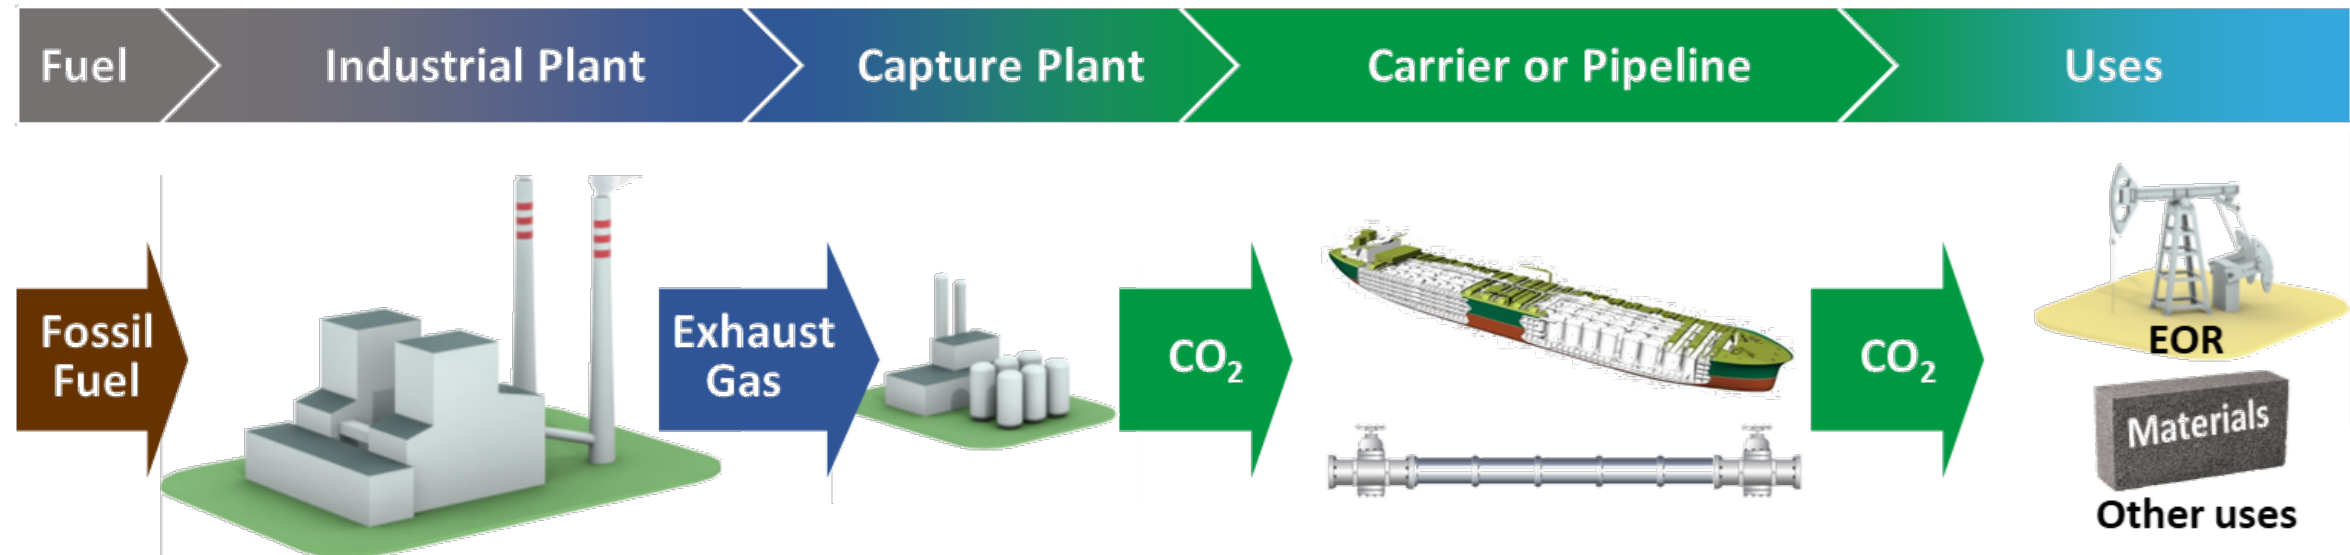 Fuel
Industrial Plant
Capture Plant
Carrier or Pipeline
Uses
Fossil
Fuel
Exhaust
Gas
CO₂
CO₂
EOR
Materials
Other uses